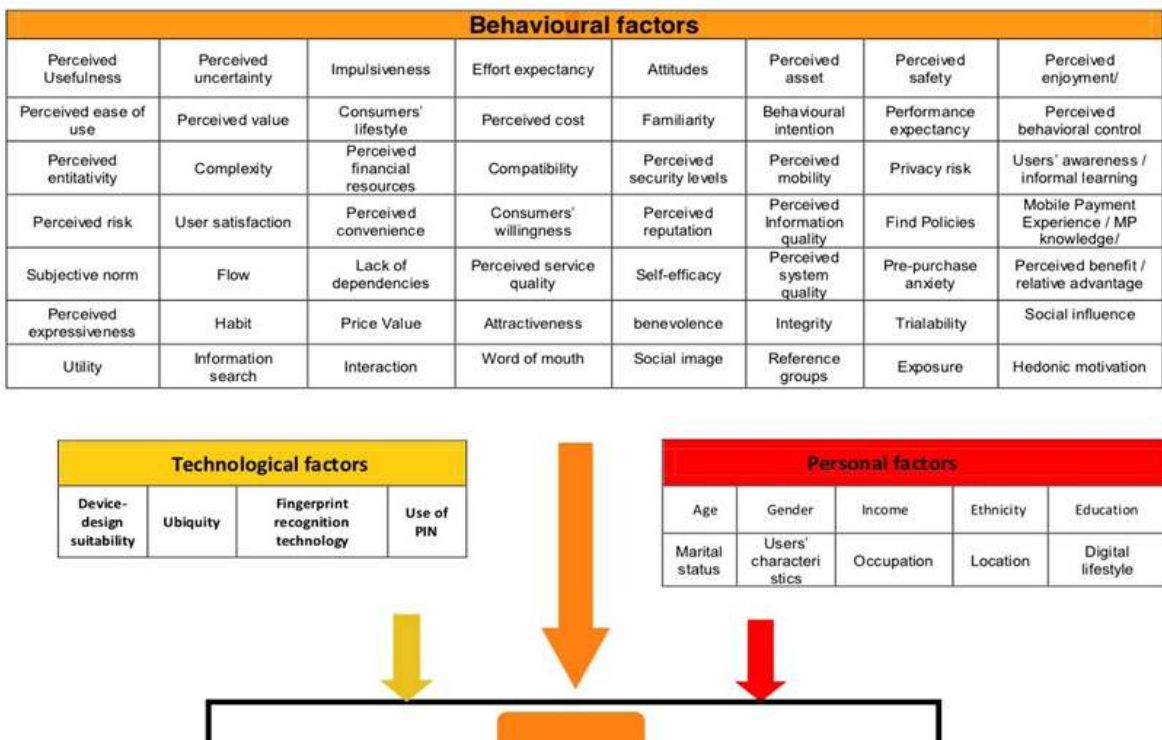 Behavioural factors
Perceived Usefulness Perceived uncertainty Impulsiveness Effort expectancy Attitudes Perceived asset Perceived safety Perceived enjoyment/
Perceived ease of use Perceived value Consumers' lifestyle Perceived cost Familiarity Behavioural intention Performance expectancy Perceived behavioral control
Perceived entitativity Complexity Perceived financial resources Compatibility Perceived security levels Perceived mobility Privacy risk Users' awareness / informal learning
Perceived risk User satisfaction Perceived convenience Consumers' willingness Perceived reputation Perceived Information quality Find Policies Mobile Payment Experience / MP knowledge/
Subjective norm Flow Lack of dependencies Perceived service quality Self-efficacy Perceived system quality Pre-purchase anxiety Perceived benefit / relative advantage
Perceived expressiveness Habit Price Value Attractiveness benevolence Integrity Trialability Social influence
Utility Information search Interaction Word of mouth Social image Reference groups Exposure Hedonic motivation
Technological factors
Device-design suitability Ubiquity Fingerprint recognition technology Use of PIN
Personal factors
Age Gender Income Ethnicity Education
Marital status Users' characteri stics Occupation Location Digital lifestyle